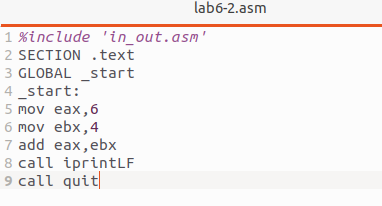 lab6-2.asm
1 %include 'in_out.asm'
2 SECTION .text
3 GLOBAL _start
4 _start:
5 mov eax,6
6 mov ebx,4
7 add eax,ebx
8 call iprintLF
9 call quit